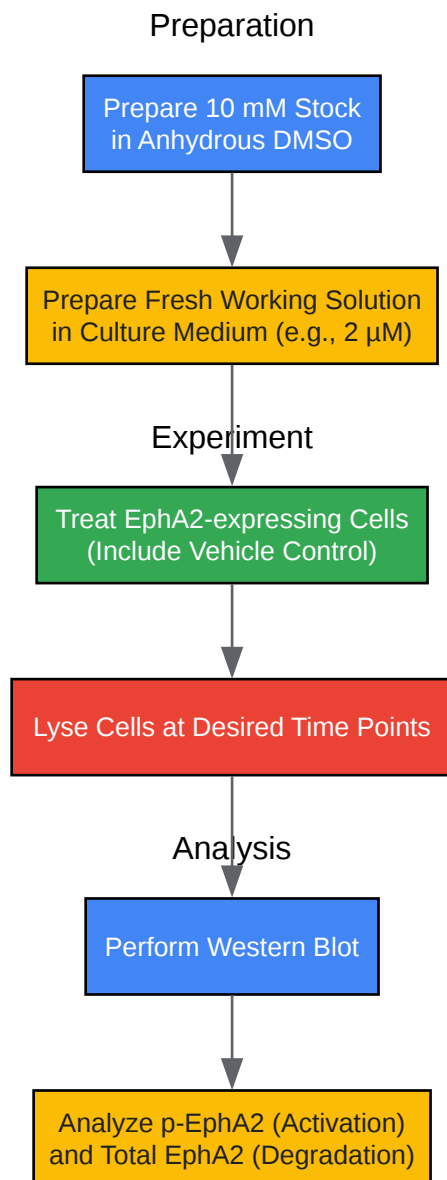 Preparation
Prepare 10 mM Stock
in Anhydrous DMSO
Prepare Fresh Working Solution
in Culture Medium (e.g., 2 µM)
Experiment
Treat EphA2-expressing Cells
(Include Vehicle Control)
Lyse Cells at Desired Time Points
Analysis
Perform Western Blot
Analyze p-EphA2 (Activation)
and Total EphA2 (Degradation)